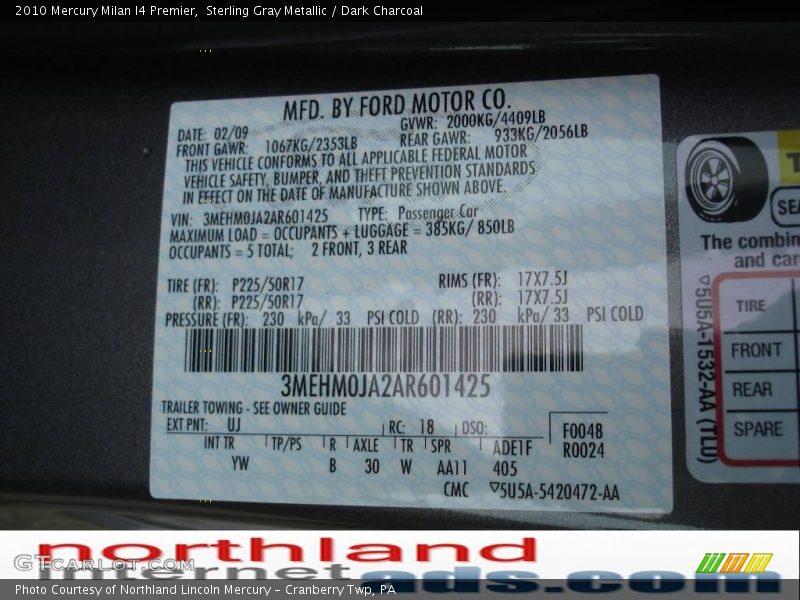 2010 Mercury Milan I4 Premier,  Sterling Gray Metallic / Dark Charcoal
MFD. BY FORD MOTOR CO.
DATE: 02/09 GVWR: 2000KG/4409LB
FRONT GAWR: 1067KG/2353LB REAR GAWR: 933KG/2056LB
THIS VEHICLE CONFORMS TO ALL APPLICABLE FEDERAL MOTOR
VEHICLE SAFETY, BUMPER, AND THEFT PREVENTION STANDARDS
IN EFFECT ON THE DATE OF MANUFACTURE SHOWN ABOVE.
VIN: 3MEHM0JA2AR601425 TYPE: Passenger Car
MAXIMUM LOAD = OCCUPANTS + LUGGAGE = 385KG/ 850LB
OCCUPANTS = 5 TOTAL; 2 FRONT, 3 REAR
TIRE (FR): P225/50R17 RIMS (FR): 17X7.5J
(RR): P225/50R17 (RR): 17X7.5J
PRESSURE (FR): 230 kPa/ 33 PSI COLD (RR): 230 kPa/ 33 PSI COLD
3MEHM0JA2AR601425
TRAILER TOWING - SEE OWNER GUIDE
EXT PNT: UJ RC: 18 DSO: F0048
R0024
INT TR TP/PS R AXLE TR SPR ADE1F
YW B 30 W AA11 405
CMC ▽5U5A-5420472-AA
The
and
▽5U5A-1532-AA (TLU)
TIRE
FRONT
REAR
SPARE
northland
internetads.com
GTCarLot.com
Photo Courtesy of Northland Lincoln Mercury – Cranberry Twp, PA